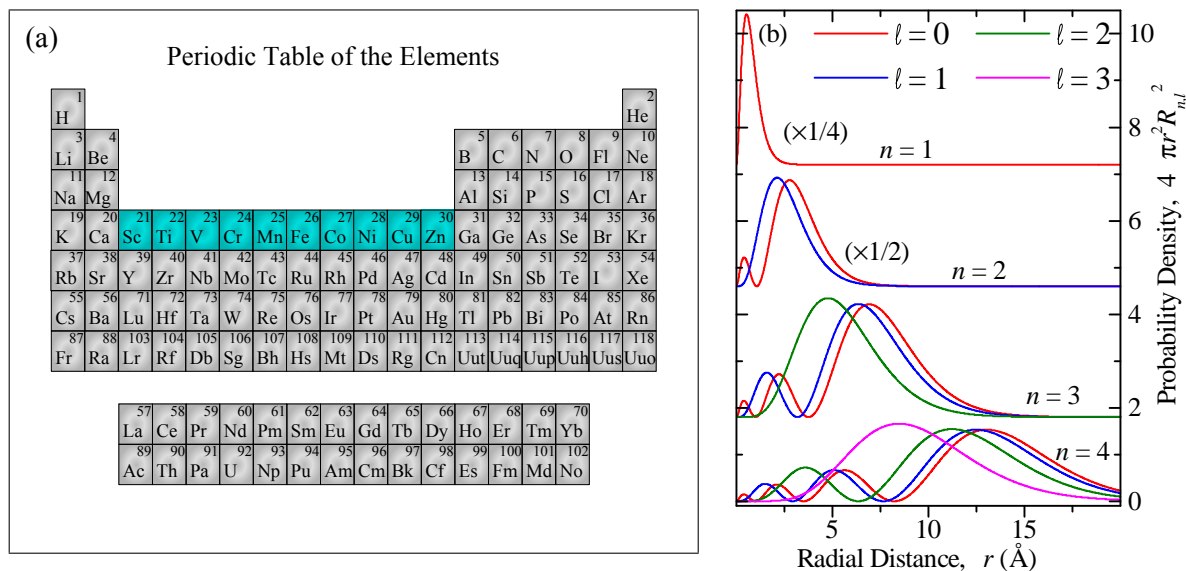 (a)
Periodic Table of the Elements
1 2
H He
3 4 5 6 7 8 9 10
Li Be B C N O Fl Ne
11 12 13 14 15 16 17 18
Na Mg Al Si P S Cl Ar
19 20 21 22 23 24 25 26 27 28 29 30 31 32 33 34 35 36
K Ca Sc Ti V Cr Mn Fe Co Ni Cu Zn Ga Ge As Se Br Kr
37 38 39 40 41 42 43 44 45 46 47 48 49 50 51 52 53 54
Rb Sr Y Zr Nb Mo Tc Ru Rh Pd Ag Cd In Sn Sb Te I Xe
55 56 71 72 73 74 75 76 77 78 79 80 81 82 83 84 85 86
Cs Ba Lu Hf Ta W Re Os Ir Pt Au Hg Tl Pb Bi Po At Rn
87 88 103 104 105 106 107 108 109 110 111 112 113 114 115 116 117 118
Fr Ra Lr Rf Db Sg Bh Hs Mt Ds Rg Cn Uut Uuq Uup Uuh Uus Uuo
57 58 59 60 61 62 63 64 65 66 67 68 69 70
La Ce Pr Nd Pm Sm Eu Gd Tb Dy Ho Er Tm Yb
89 90 91 92 93 94 95 96 97 98 99 100 101 102
Ac Th Pa U Np Pu Am Cm Bk Cf Es Fm Md No
(b)
ℓ = 0 ℓ = 2
ℓ = 1 ℓ = 3
(×1/4)
n = 1
(×1/2)
n = 2
n = 3
n = 4
10
8
6
4
2
0
Probability Density, 4 πr²Rₙ,ₗ²
5 10 15
Radial Distance, r (Å)